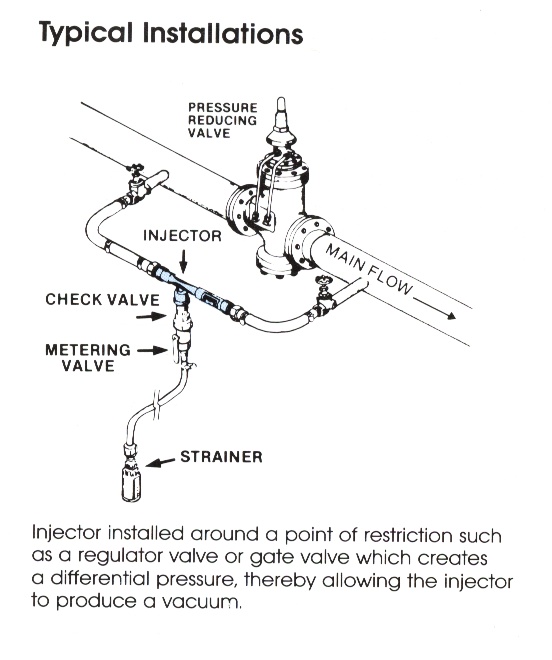 Typical Installations
PRESSURE
REDUCING
VALVE
INJECTOR
MAIN FLOW
CHECK VALVE
METERING
VALVE
STRAINER
Injector installed around a point of restriction such
as a regulator valve or gate valve which creates
a differential pressure, thereby allowing the injector
to produce a vacuum.